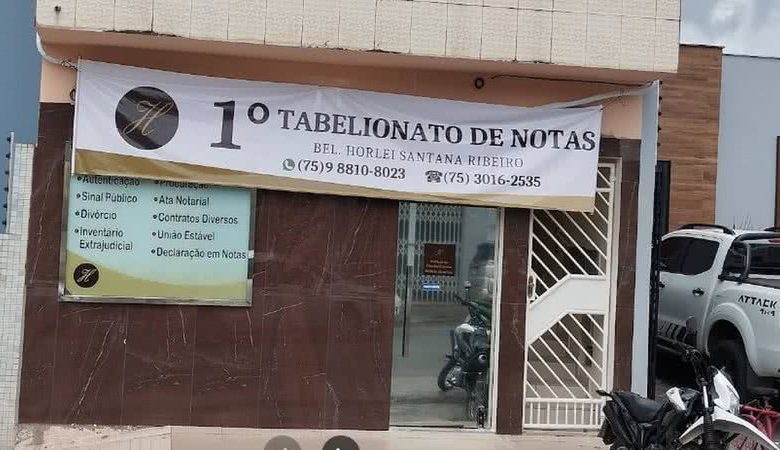 H
1º TABELIONATO DE NOTAS
BEL. HORLEI SANTANA RIBEIRO
(75)9 8810-8023 (75) 3016-2535
•Autenticação
•Sinal Público
•Divórcio
•Inventário
Extrajudicial
•Procuração
•Ata Notarial
•Contratos Diversos
•União Estável
•Declaração em Notas
H
ATTACK
4x4